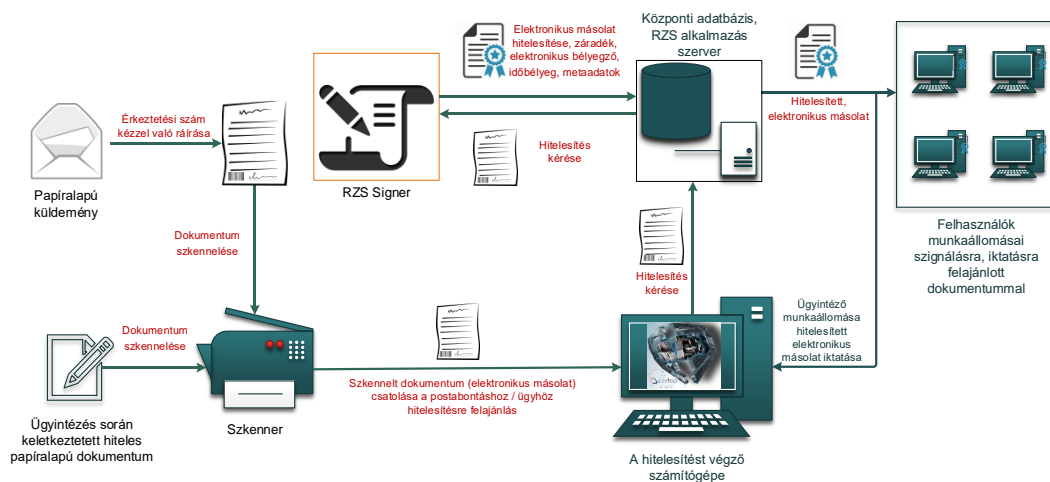 Elektronikus másolat
hitelesítése, záradék,
elektronikus bélyegző,
időbélyeg, metaadatok
Központi adatbázis,
RZS alkalmazás
szerver
Érkeztetési szám
kézzel való ráírása
Hitelesített,
elektronikus másolat
Hitelesítés
kérése
Papíralapú
küldemény
RZS Signer
Dokumentum
szkennelése
Hitelesítés
kérése
Felhasználók
munkaállomásai
szignálásra, iktatásra
felajánlott
dokumentummal
Dokumentum
szkennelése
Ügyintéző
munkaállomása
hitelesített
elektronikus
másolat iktatása
Szkennelt dokumentum (elektronikus másolat)
csatolása a postabontáshoz / ügyhöz
hitelesítésre felajánlás
Ügyintézés során
keletkeztetett hiteles
papíralapú dokumentum
Szkenner
A hitelesítést végző
számítógépe